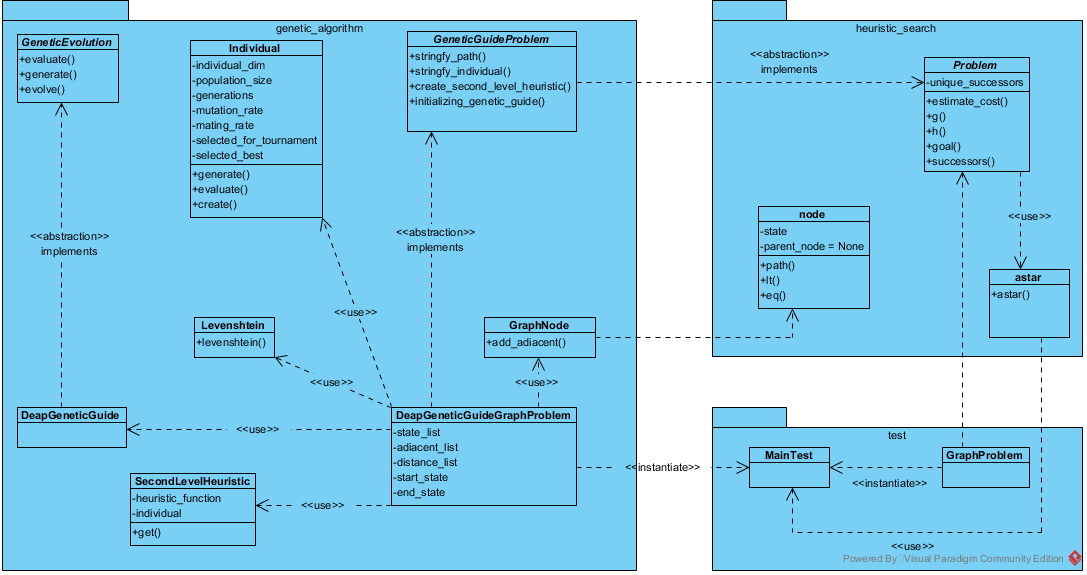 genetic_algorithm
GeneticEvolution
+evaluate()
+generate()
+evolve()
Individual
-individual_dim
-population_size
-generations
-mutation_rate
-mating_rate
-selected_for_tournament
-selected_best
+generate()
+evaluate()
+create()
GeneticGuideProblem
+stringfy_path()
+stringfy_individual()
+create_second_level_heuristic()
+initializing_genetic_guide()
<<abstraction>>
implements
<<abstraction>>
implements
<<use>>
Levenshtein
+levenshtein()
GraphNode
+add_adiacent()
<<use>>
<<use>>
DeapGeneticGuide
<<use>>
DeapGeneticGuideGraphProblem
-state_list
-adiacent_list
-distance_list
-start_state
-end_state
SecondLevelHeuristic
-heuristic_function
-individual
+get()
<<use>>
<<abstraction>>
implements
heuristic_search
Problem
-unique_successors
+estimate_cost()
+g()
+h()
+goal()
+successors()
<<use>>
node
-state
-parent_node = None
+path()
+lt()
+eq()
astar
+astar()
<<instantiate>>
test
MainTest
GraphProblem
<<instantiate>>
<<use>>
Powered By Visual Paradigm Community Edition